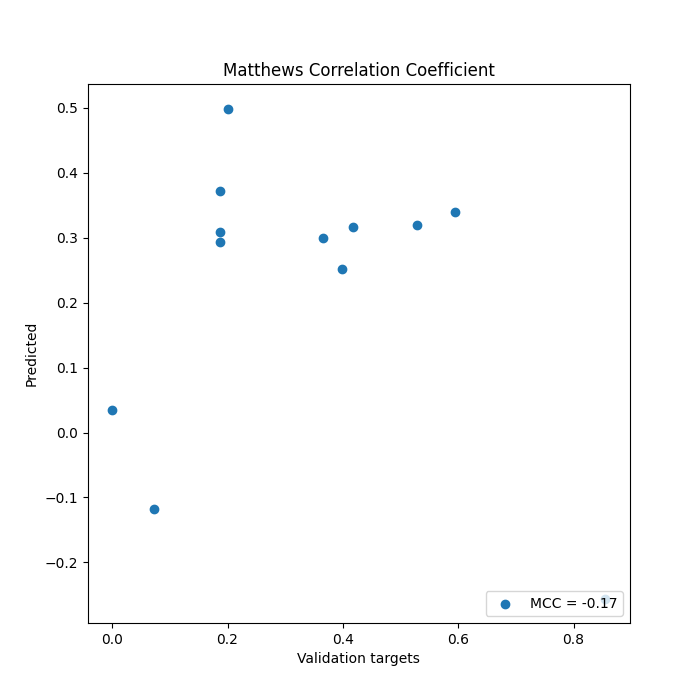 Matthews Correlation Coefficient
0.5
0.4
0.3
0.2
0.1
0.0
−0.1
−0.2
Predicted
MCC = -0.17
0.0 0.2 0.4 0.6 0.8
Validation targets